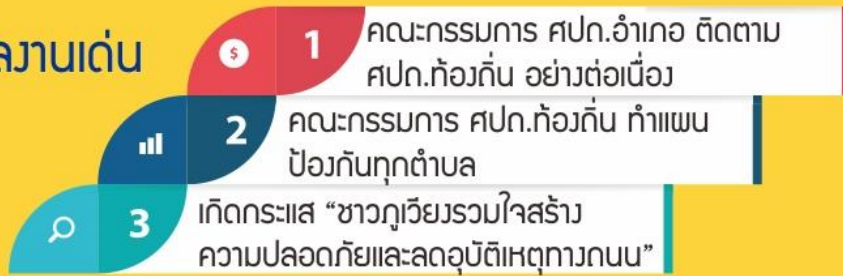 ลงานเด่น
$
1
คณะกรรมการ ศปถ.อำเภอ ติดตาม
ศปถ.ท้องถิ่น อย่างต่อเนื่อง
2
คณะกรรมการ ศปถ.ท้องถิ่น ทำแผน
ป้องกันทุกตำบล
3
เกิดกระแส “ชาวภูเวียงรวมใจสร้าง
ความปลอดภัยและลดอุบัติเหตุทางถนน”